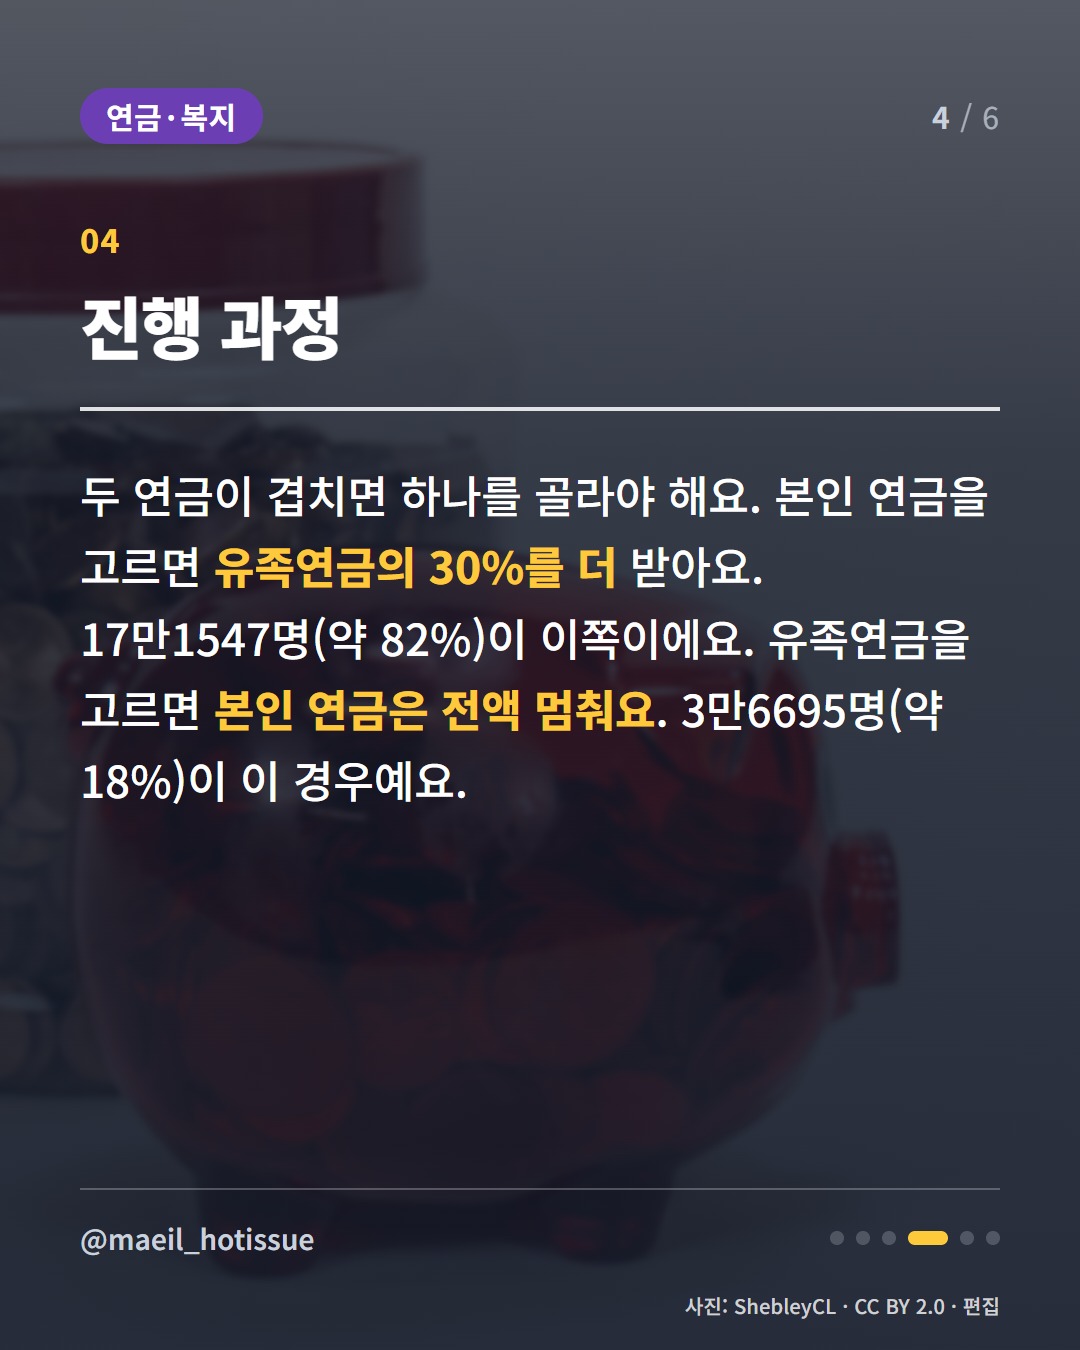 연금·복지
4 / 6
04
진행 과정
두 연금이 겹치면 하나를 골라야 해요. 본인 연금을
고르면 유족연금의 30%를 더 받아요.
17만1547명(약 82%)이 이쪽이에요. 유족연금을
고르면 본인 연금은 전액 멈춰요. 3만6695명(약
18%)이 이 경우예요.
@maeil_hotissue
사진: ShebleyCL · CC BY 2.0 · 편집